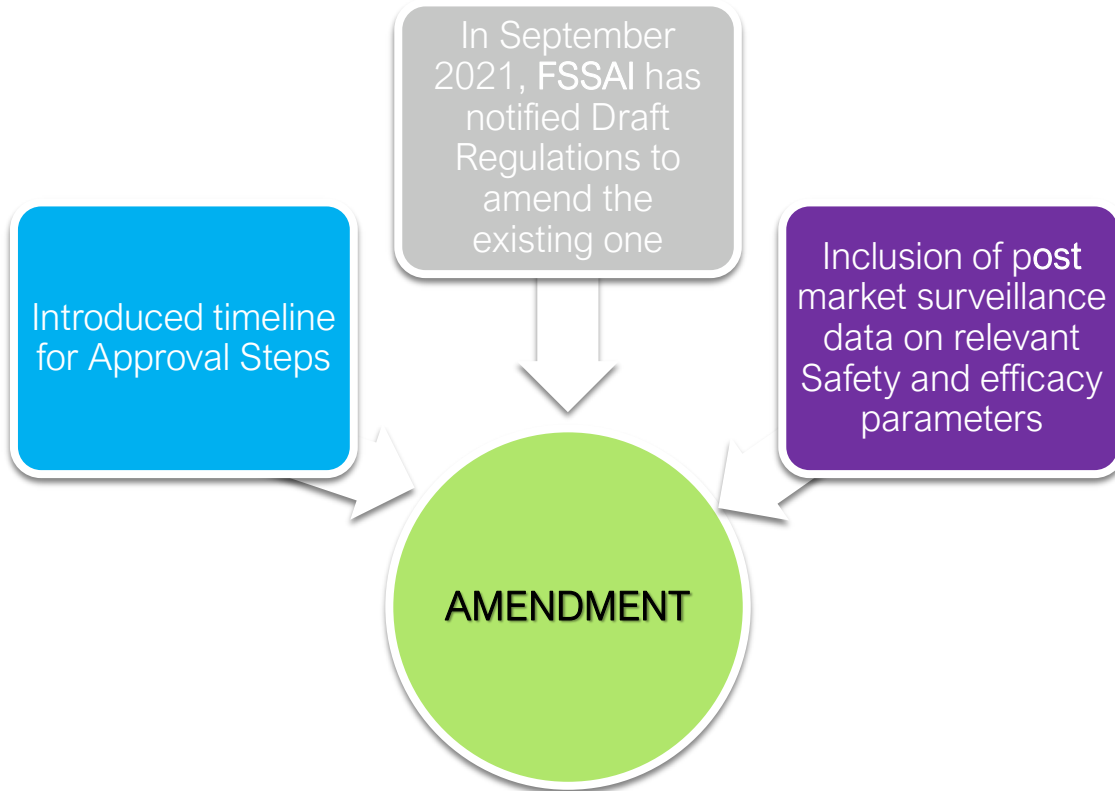 In September
2021, FSSAI has
notified Draft
Regulations to
amend the
existing one
Introduced timeline
for Approval Steps
Inclusion of post
market surveillance
data on relevant
Safety and efficacy
parameters
AMENDMENT